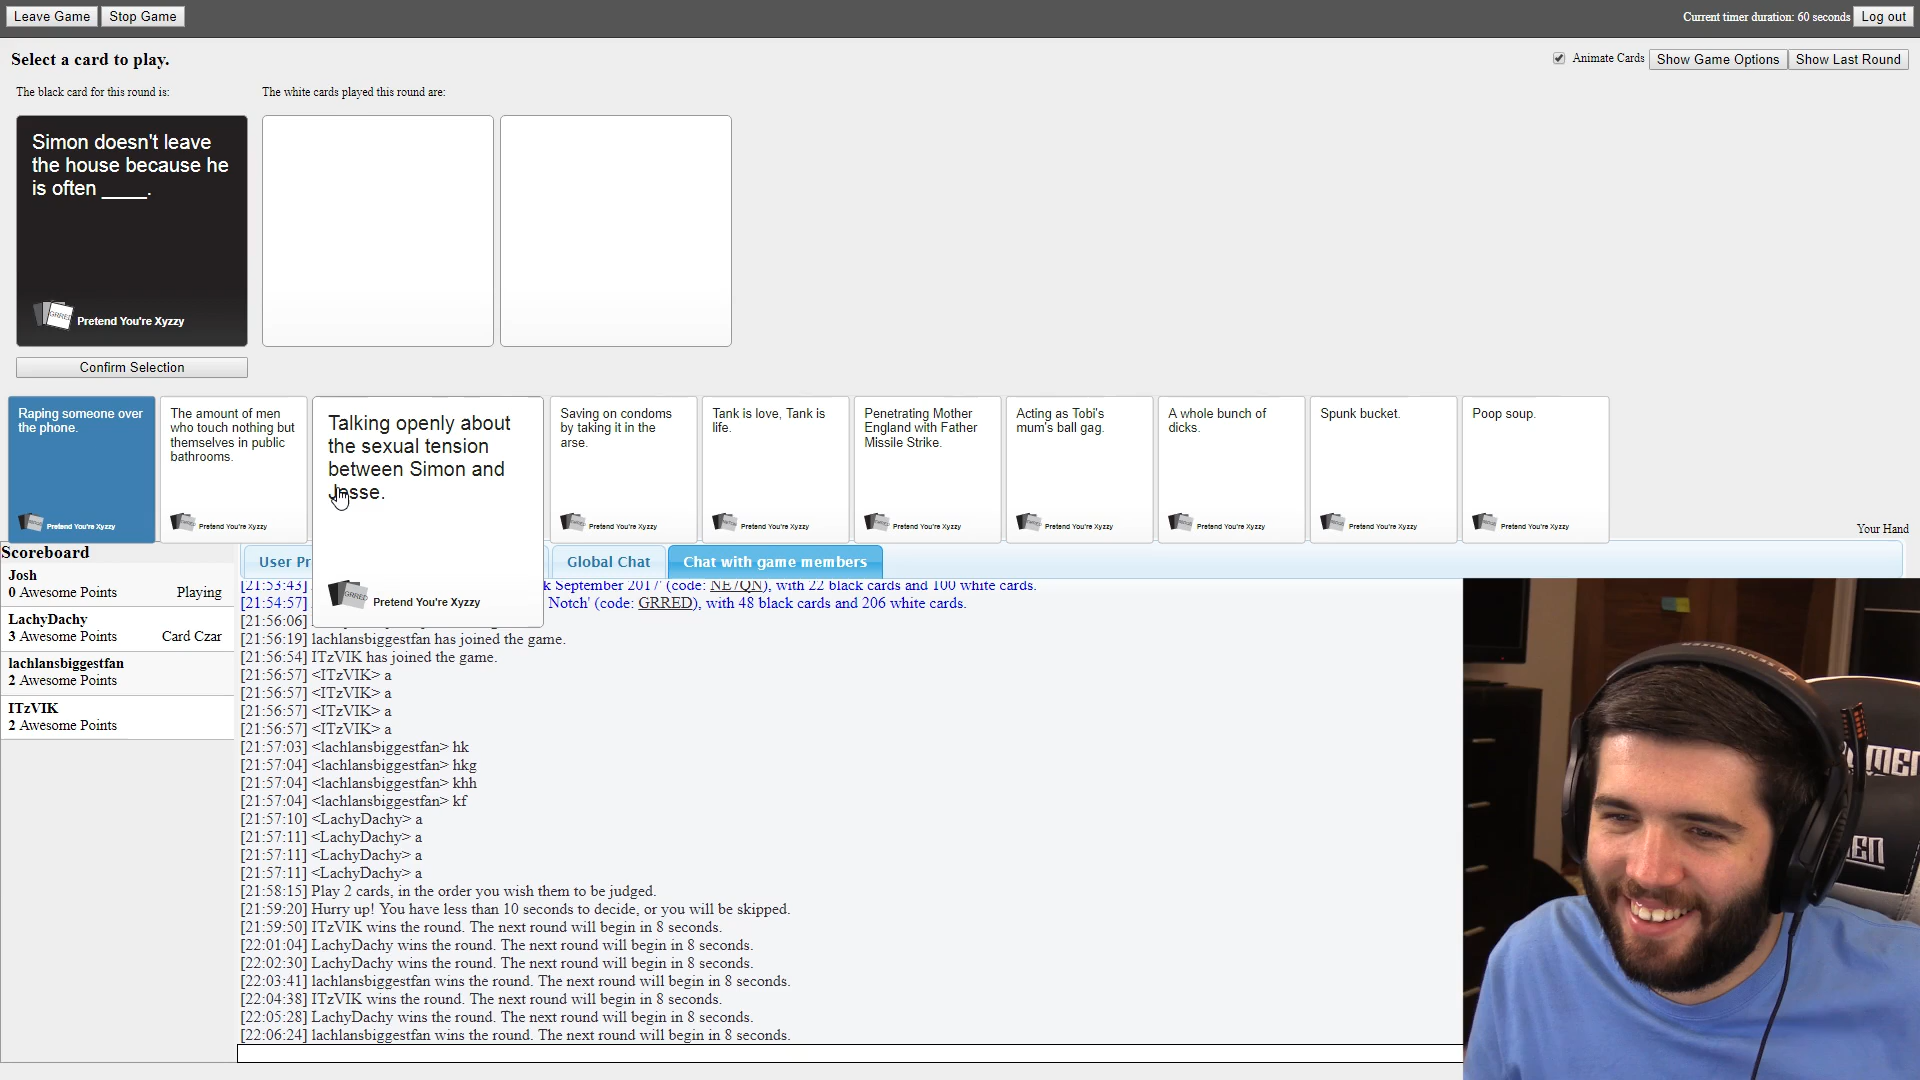 Leave Game
Stop Game
Current timer duration: 60 seconds
Log out
Select a card to play.
Animate Cards
Show Game Options
Show Last Round
The black card for this round is:
The white cards played this round are:
Simon doesn't leave
the house because he
is often ____.
GRRED
Pretend You're Xyzzy
Confirm Selection
Raping someone over
the phone.
Pretend You're Xyzzy
The amount of men
who touch nothing but
themselves in public
bathrooms.
Pretend You're Xyzzy
Talking openly about
the sexual tension
between Simon and
Jesse.
GRRED
Pretend You're Xyzzy
Saving on condoms
by taking it in the
arse.
Pretend You're Xyzzy
Tank is love, Tank is
life.
Pretend You're Xyzzy
Penetrating Mother
England with Father
Missile Strike.
Pretend You're Xyzzy
Acting as Tobi's
mum's ball gag.
Pretend You're Xyzzy
A whole bunch of
dicks.
Pretend You're Xyzzy
Spunk bucket.
Pretend You're Xyzzy
Poop soup.
Pretend You're Xyzzy
Your Hand
Scoreboard
Josh
0 Awesome Points
Playing
LachyDachy
3 Awesome Points
Card Czar
lachlansbiggestfan
2 Awesome Points
ITzVIK
2 Awesome Points
User Pr
Global Chat
Chat with game members
[21:53:43] k September 2017' (code: NE7QN), with 22 black cards and 100 white cards.
[21:54:57] Notch' (code: GRRED), with 48 black cards and 206 white cards.
[21:56:06]
[21:56:19] lachlansbiggestfan has joined the game.
[21:56:54] ITzVIK has joined the game.
[21:56:57] <ITzVIK> a
[21:56:57] <ITzVIK> a
[21:56:57] <ITzVIK> a
[21:56:57] <ITzVIK> a
[21:57:03] <lachlansbiggestfan> hk
[21:57:04] <lachlansbiggestfan> hkg
[21:57:04] <lachlansbiggestfan> khh
[21:57:04] <lachlansbiggestfan> kf
[21:57:10] <LachyDachy> a
[21:57:11] <LachyDachy> a
[21:57:11] <LachyDachy> a
[21:57:11] <LachyDachy> a
[21:58:15] Play 2 cards, in the order you wish them to be judged.
[21:59:20] Hurry up! You have less than 10 seconds to decide, or you will be skipped.
[21:59:50] ITzVIK wins the round. The next round will begin in 8 seconds.
[22:01:04] LachyDachy wins the round. The next round will begin in 8 seconds.
[22:02:30] LachyDachy wins the round. The next round will begin in 8 seconds.
[22:03:41] lachlansbiggestfan wins the round. The next round will begin in 8 seconds.
[22:04:38] ITzVIK wins the round. The next round will begin in 8 seconds.
[22:05:28] LachyDachy wins the round. The next round will begin in 8 seconds.
[22:06:24] lachlansbiggestfan wins the round. The next round will begin in 8 seconds.
SENNHEISER